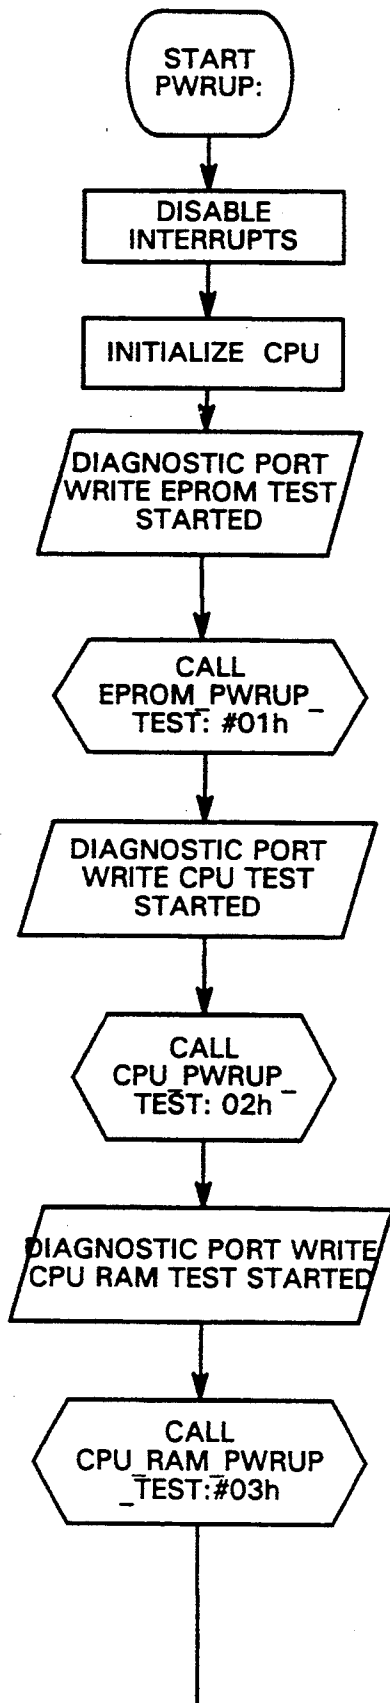 START
PWRUP:
DISABLE
INTERRUPTS
INITIALIZE CPU
DIAGNOSTIC PORT
WRITE EPROM TEST
STARTED
CALL
EPROM_PWRUP_
TEST: #01h
DIAGNOSTIC PORT
WRITE CPU TEST
STARTED
CALL
CPU_PWRUP_
TEST: 02h
DIAGNOSTIC PORT WRITE
CPU RAM TEST STARTED
CALL
CPU_RAM_PWRUP
_TEST:#03h